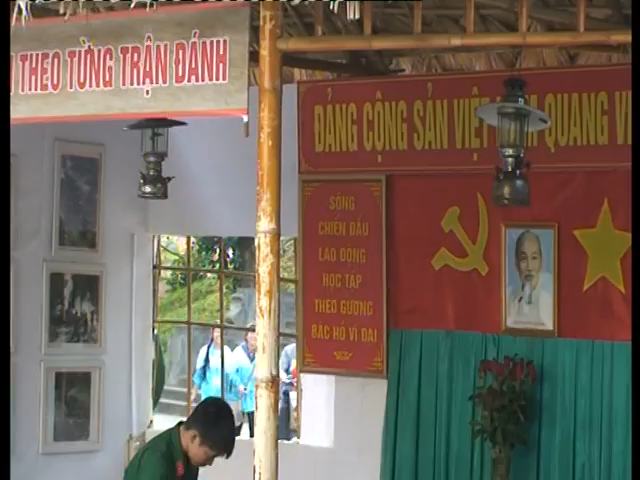 THEO TỪNG TRẬN ĐÁNH
ĐẢNG CỘNG SẢN VIỆT NAM QUANG VI
SỐNG
CHIẾN ĐẤU
LAO ĐỘNG
HỌC TẬP
THEO GƯƠNG
BÁC HỒ VĨ ĐẠI